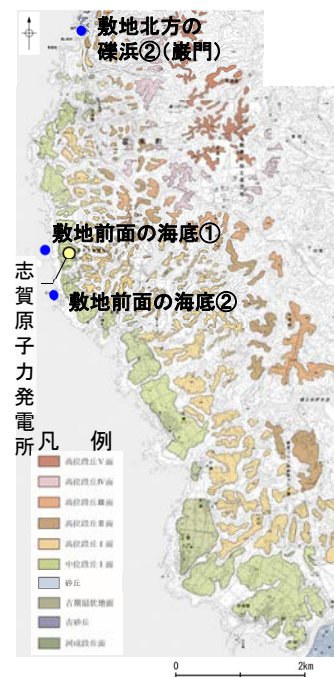 敷地北方の
礫浜②(巌門)
敷地前面の海底①
敷地前面の海底②
志賀原子力発電所
凡 例
高位段丘Ⅴ面
高位段丘Ⅳ面
高位段丘Ⅲ面
高位段丘Ⅱ面
高位段丘Ⅰ面
中位段丘Ⅰ面
砂丘
古期扇状地面
古砂丘
河成段丘面
0 2km